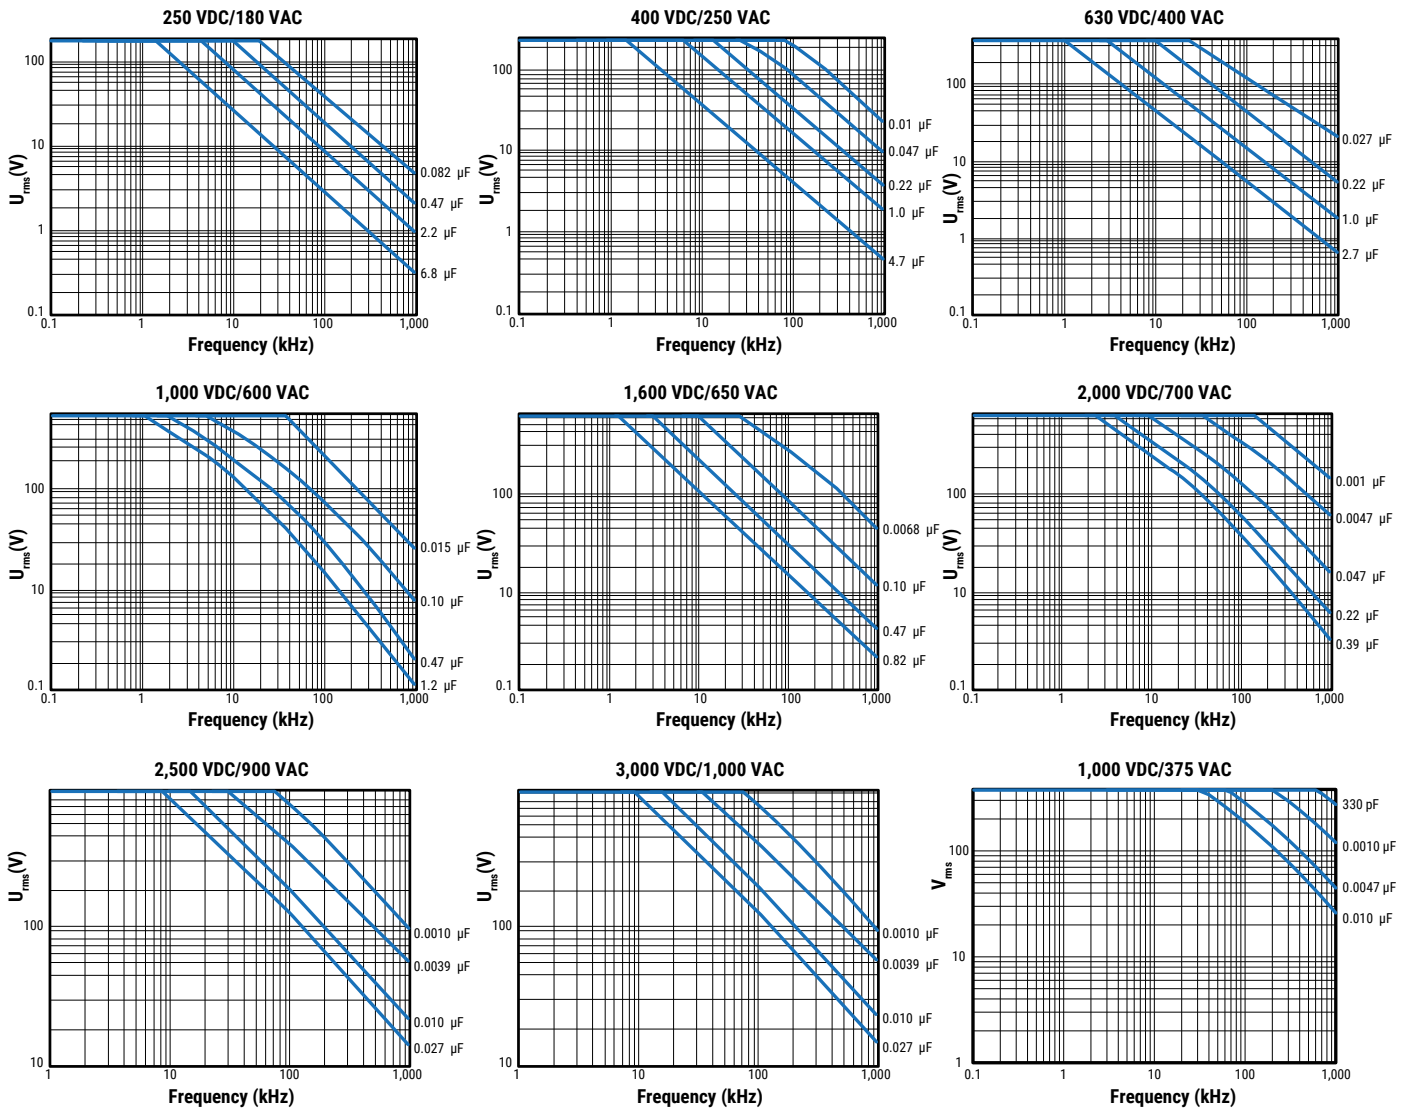 250 VDC/180 VAC
U_rms(V)
100
10
1
0.1
0.082 µF
0.47 µF
2.2 µF
6.8 µF
0.1 1 10 100 1,000
Frequency (kHz)
400 VDC/250 VAC
U_rms(V)
100
10
1
0.1
0.01 µF
0.047 µF
0.22 µF
1.0 µF
4.7 µF
0.1 1 10 100 1,000
Frequency (kHz)
630 VDC/400 VAC
U_rms(V)
100
10
1
0.1
0.027 µF
0.22 µF
1.0 µF
2.7 µF
0.1 1 10 100 1,000
Frequency (kHz)
1,000 VDC/600 VAC
U_rms(V)
100
10
0.1
0.015 µF
0.10 µF
0.47 µF
1.2 µF
0.1 1 10 100 1,000
Frequency (kHz)
1,600 VDC/650 VAC
U_rms(V)
100
10
0.1
0.0068 µF
0.10 µF
0.47 µF
0.82 µF
0.1 1 10 100 1,000
Frequency (kHz)
2,000 VDC/700 VAC
U_rms(V)
100
10
0.1
0.001 µF
0.0047 µF
0.047 µF
0.22 µF
0.39 µF
0.1 1 10 100 1,000
Frequency (kHz)
2,500 VDC/900 VAC
U_rms(V)
100
10
0.0010 µF
0.0039 µF
0.010 µF
0.027 µF
1 10 100 1,000
Frequency (kHz)
3,000 VDC/1,000 VAC
U_rms(V)
100
10
0.0010 µF
0.0039 µF
0.010 µF
0.027 µF
1 10 100 1,000
Frequency (kHz)
1,000 VDC/375 VAC
V_rms
100
10
1
330 pF
0.0010 µF
0.0047 µF
0.010 µF
0.1 1 10 100 1,000
Frequency (kHz)